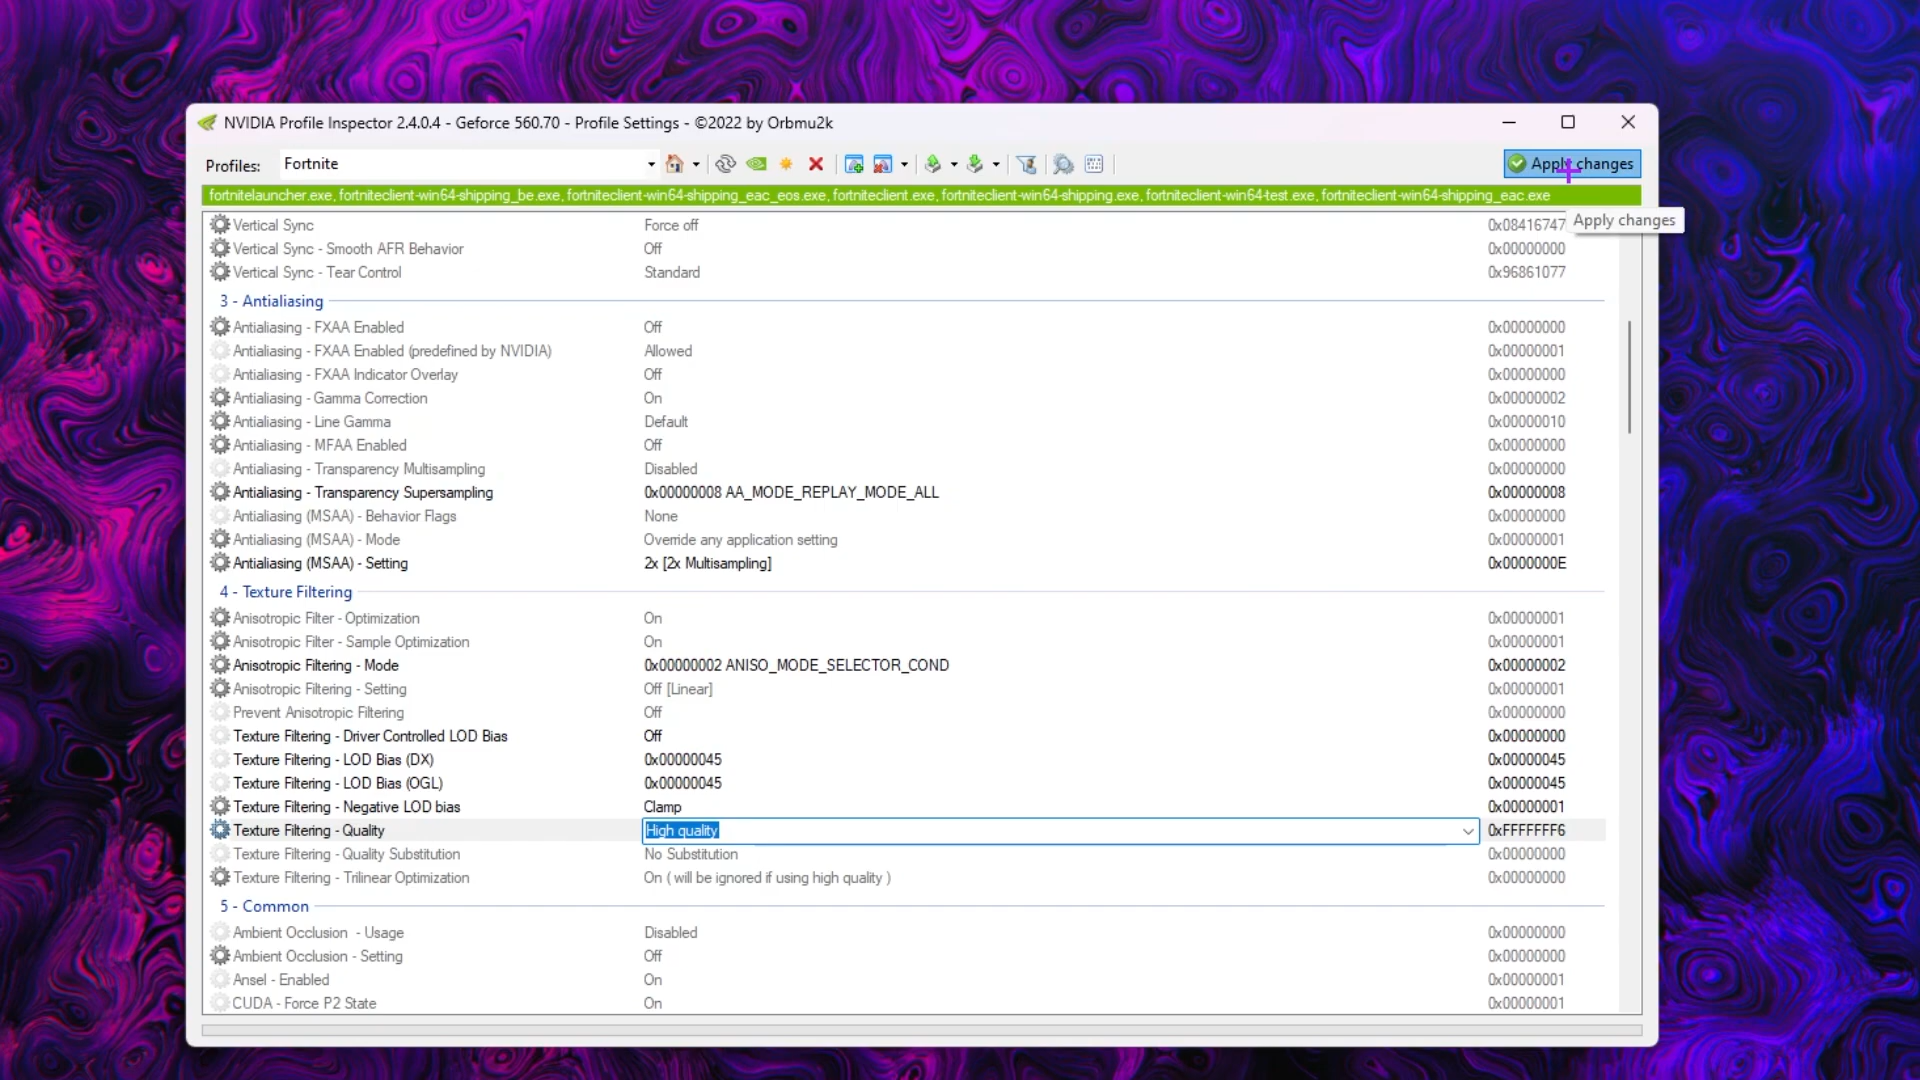 NVIDIA Profile Inspector 2.4.0.4 - Geforce 560.70 - Profile Settings - ©2022 by Orbmu2k
Profiles: Fortnite Apply changes
fortnitelauncher.exe, fortniteclient-win64-shipping_be.exe, fortniteclient-win64-shipping_eac_eos.exe, fortniteclient.exe, fortniteclient-win64-shipping.exe, fortniteclient-win64-test.exe, fortniteclient-win64-shipping_eac.exe
Apply changes
Vertical Sync Force off 0x08416747
Vertical Sync - Smooth AFR Behavior Off 0x00000000
Vertical Sync - Tear Control Standard 0x96861077
3 - Antialiasing
Antialiasing - FXAA Enabled Off 0x00000000
Antialiasing - FXAA Enabled (predefined by NVIDIA) Allowed 0x00000001
Antialiasing - FXAA Indicator Overlay Off 0x00000000
Antialiasing - Gamma Correction On 0x00000002
Antialiasing - Line Gamma Default 0x00000010
Antialiasing - MFAA Enabled Off 0x00000000
Antialiasing - Transparency Multisampling Disabled 0x00000000
Antialiasing - Transparency Supersampling 0x00000008 AA_MODE_REPLAY_MODE_ALL 0x00000008
Antialiasing (MSAA) - Behavior Flags None 0x00000000
Antialiasing (MSAA) - Mode Override any application setting 0x00000001
Antialiasing (MSAA) - Setting 2x [2x Multisampling] 0x0000000E
4 - Texture Filtering
Anisotropic Filter - Optimization On 0x00000001
Anisotropic Filter - Sample Optimization On 0x00000001
Anisotropic Filtering - Mode 0x00000002 ANISO_MODE_SELECTOR_COND 0x00000002
Anisotropic Filtering - Setting Off [Linear] 0x00000001
Prevent Anisotropic Filtering Off 0x00000000
Texture Filtering - Driver Controlled LOD Bias Off 0x00000000
Texture Filtering - LOD Bias (DX) 0x00000045 0x00000045
Texture Filtering - LOD Bias (OGL) 0x00000045 0x00000045
Texture Filtering - Negative LOD bias Clamp 0x00000001
Texture Filtering - Quality High quality 0xFFFFFFF6
Texture Filtering - Quality Substitution No Substitution 0x00000000
Texture Filtering - Trilinear Optimization On ( will be ignored if using high quality ) 0x00000000
5 - Common
Ambient Occlusion - Usage Disabled 0x00000000
Ambient Occlusion - Setting Off 0x00000000
Ansel - Enabled On 0x00000001
CUDA - Force P2 State On 0x00000001